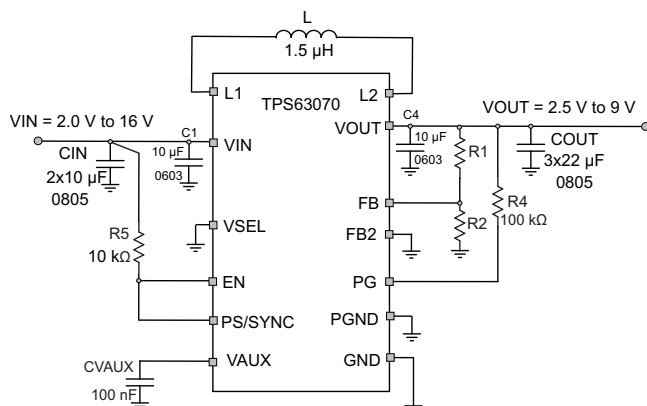 L
1.5 µH
L1
L2
TPS63070
VIN = 2.0 V to 16 V
VOUT = 2.5 V to 9 V
C1
C4
VIN
VOUT
CIN
2x10 µF
0805
10 µF
0603
10 µF
0603
R1
COUT
3x22 µF
0805
VSEL
FB
R2
R4
100 kΩ
R5
10 kΩ
FB2
EN
PG
PS/SYNC
PGND
VAUX
GND
CVAUX
100 nF